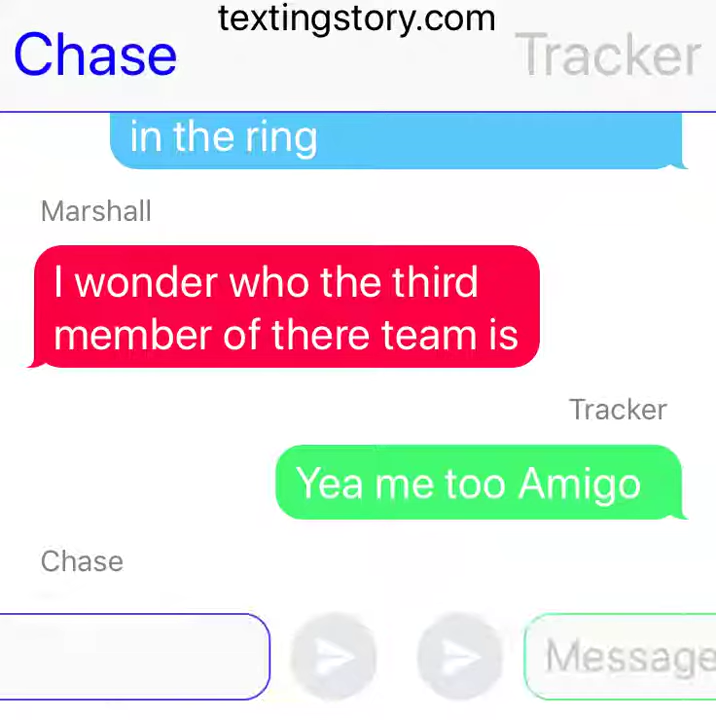 textingstory.com
Chase
Tracker
in the ring
Marshall
I wonder who the third
member of there team is
Tracker
Yea me too Amigo
Chase
Message